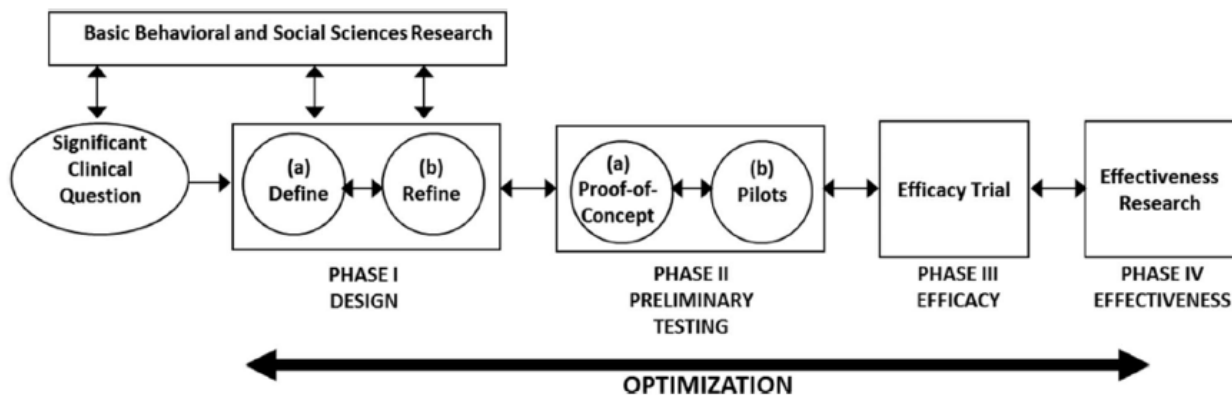 Basic Behavioral and Social Sciences Research
Significant
Clinical
Question
(a)
Define
(b)
Refine
(a)
Proof-of-
Concept
(b)
Pilots
Efficacy Trial
Effectiveness
Research
PHASE I
DESIGN
PHASE II
PRELIMINARY
TESTING
PHASE III
EFFICACY
PHASE IV
EFFECTIVENESS
OPTIMIZATION